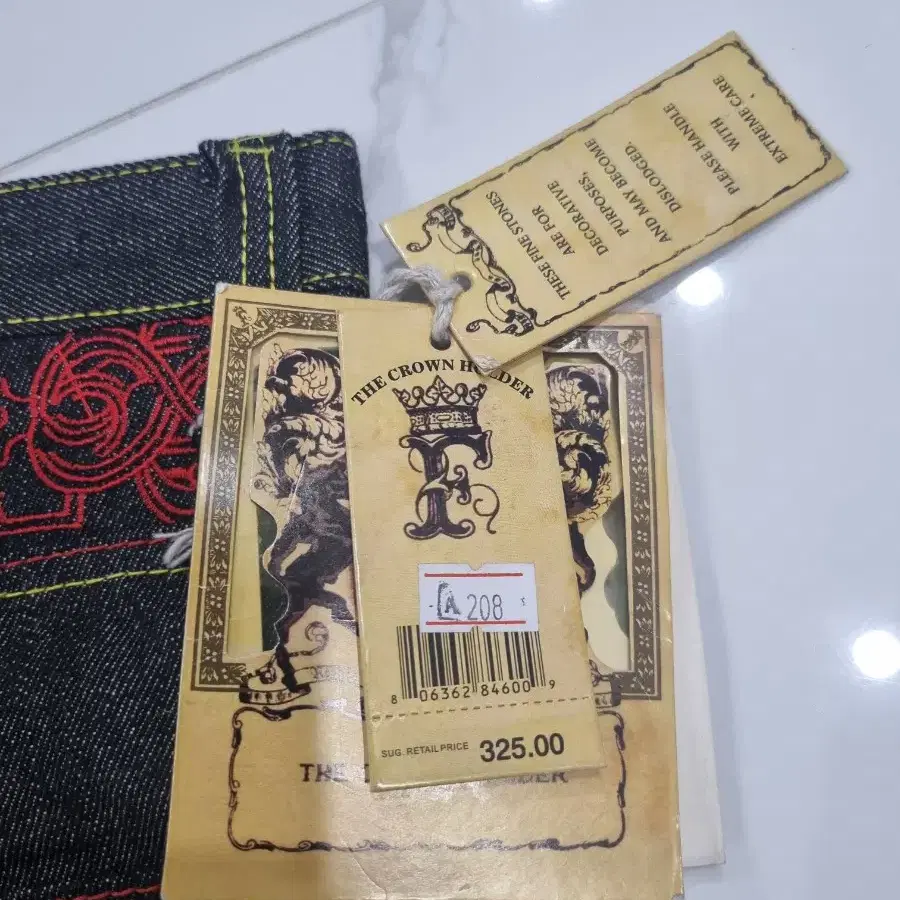 THESE FINE STONES
ARE FOR
DECORATIVE
PURPOSES,
AND MAY BECOME
DISLODGED.
PLEASE HANDLE
WITH
EXTREME CARE
THE CROWN HOLDER
F
208
8 06362 84600 9
SUG. RETAIL PRICE 325.00
THE